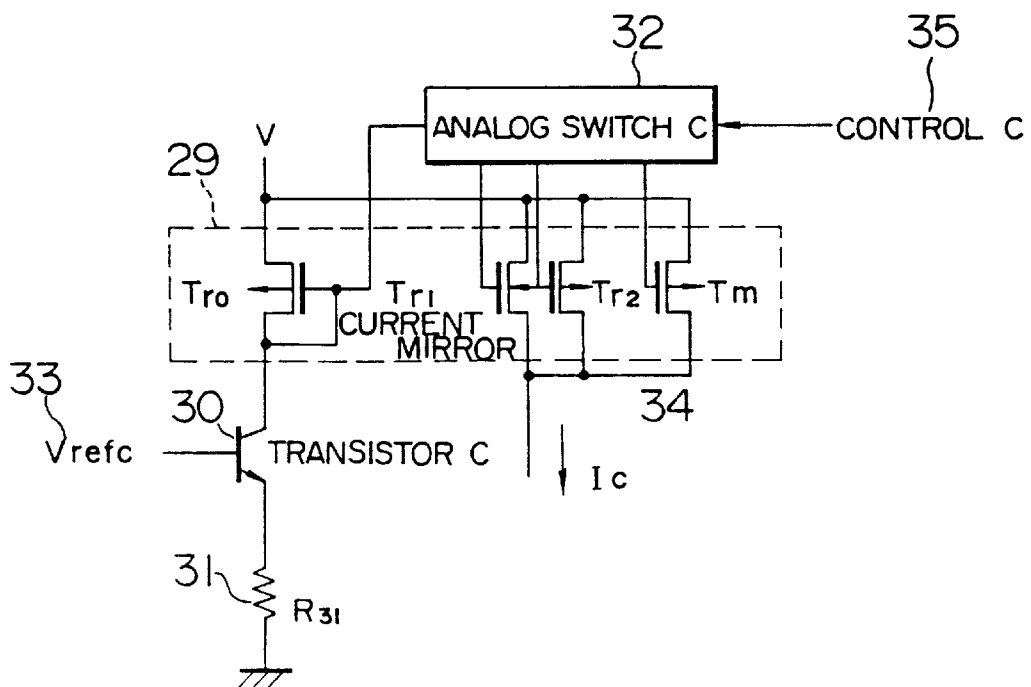 32
35
ANALOG SWITCH C
CONTROL C
V
29
Tr0
Tr1
Tr2
Tm
CURRENT
MIRROR
33
30
34
Vrefc
TRANSISTOR C
Ic
31
R31